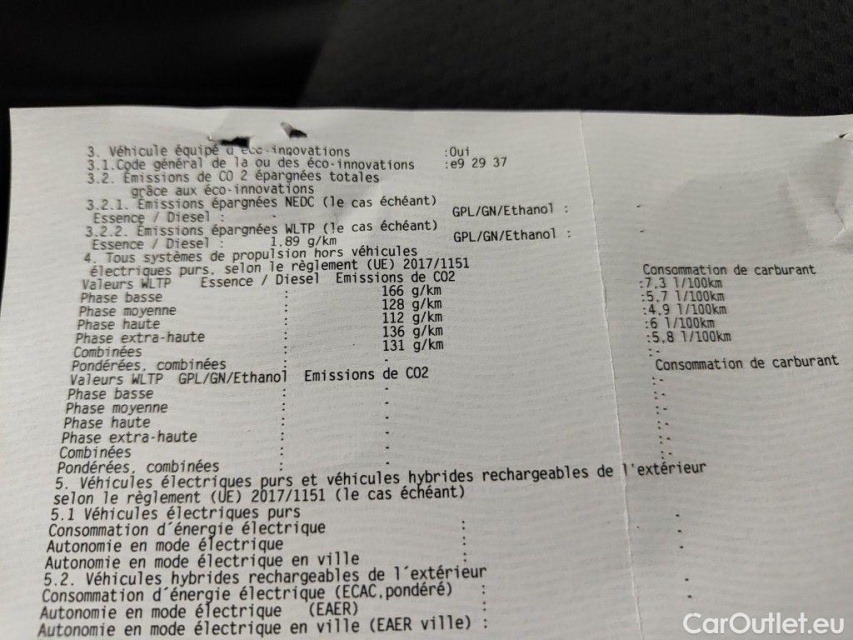 3. Véhicule équipé d'éco-innovations :Oui
3.1.Code général de la ou des éco-innovations :e9 29 37
3.2. Émissions de CO 2 épargnées totales
grâce aux éco-innovations
3.2.1. Émissions épargnées NEDC (le cas échéant)
Essence / Diesel : - GPL/GN/Ethanol : -
3.2.2. Émissions épargnées WLTP (le cas échéant)
Essence / Diesel : 1.89 g/km GPL/GN/Ethanol : -
4. Tous systèmes de propulsion hors véhicules
électriques purs, selon le règlement (UE) 2017/1151
Valeurs WLTP Essence / Diesel Emissions de CO2 Consommation de carburant
Phase basse : 166 g/km :7,3 l/100km
Phase moyenne : 128 g/km :5,7 l/100km
Phase haute : 112 g/km :4,9 l/100km
Phase extra-haute : 136 g/km :6 l/100km
Combinées : 131 g/km :5,8 l/100km
Pondérées, combinées : - :-
Valeurs WLTP GPL/GN/Ethanol Emissions de CO2 Consommation de carburant
Phase basse : - :-
Phase moyenne : - :-
Phase haute : - :-
Phase extra-haute : - :-
Combinées : - :-
Pondérées, combinées : - :-
5. Véhicules électriques purs et véhicules hybrides rechargeables de l'extérieur
selon le règlement (UE) 2017/1151 (le cas échéant)
5.1 Véhicules électriques purs
Consommation d'énergie électrique : -
Autonomie en mode électrique : -
Autonomie en mode électrique en ville : -
5.2. Véhicules hybrides rechargeables de l'extérieur
Consommation d'énergie électrique (ECAC,pondéré) : -
Autonomie en mode électrique (EAER) : -
Autonomie en mode électrique en ville (EAER ville) :
CarOutlet.eu